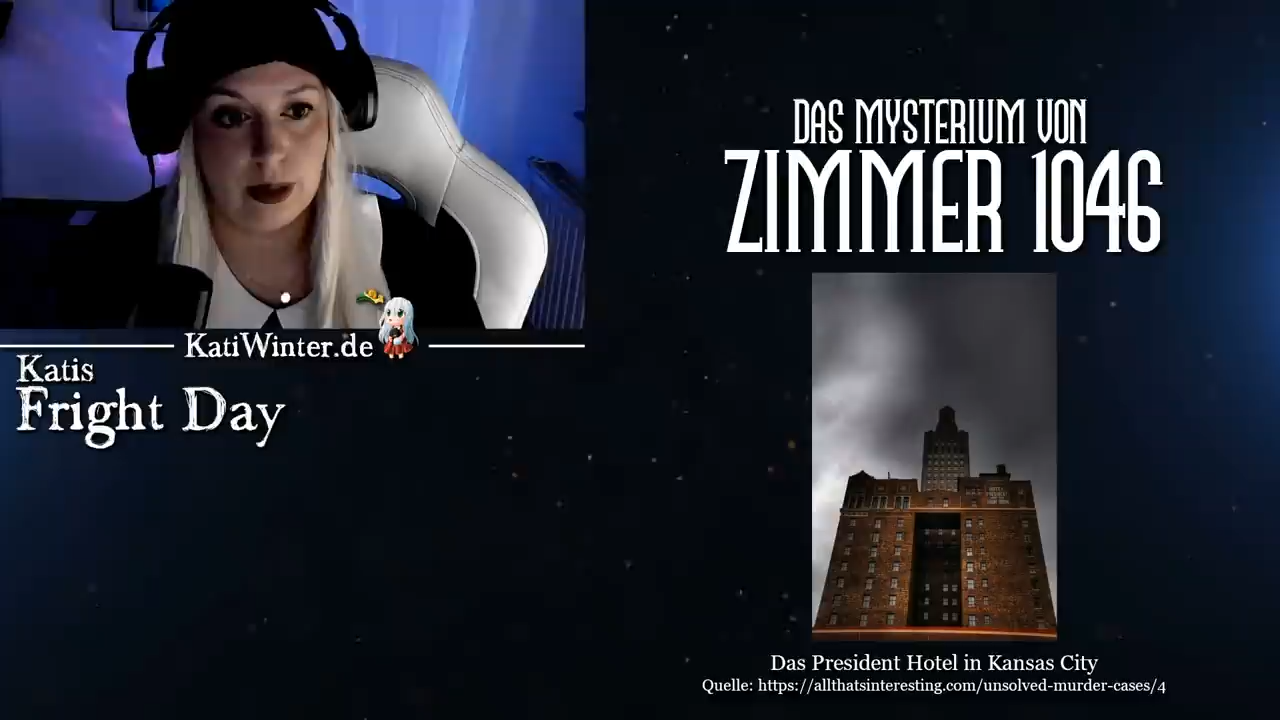 KatiWinter.de
Katis
Fright Day
DAS MYSTERIUM VON
ZIMMER 1046
Das President Hotel in Kansas City
Quelle: https://allthatsinteresting.com/unsolved-murder-cases/4